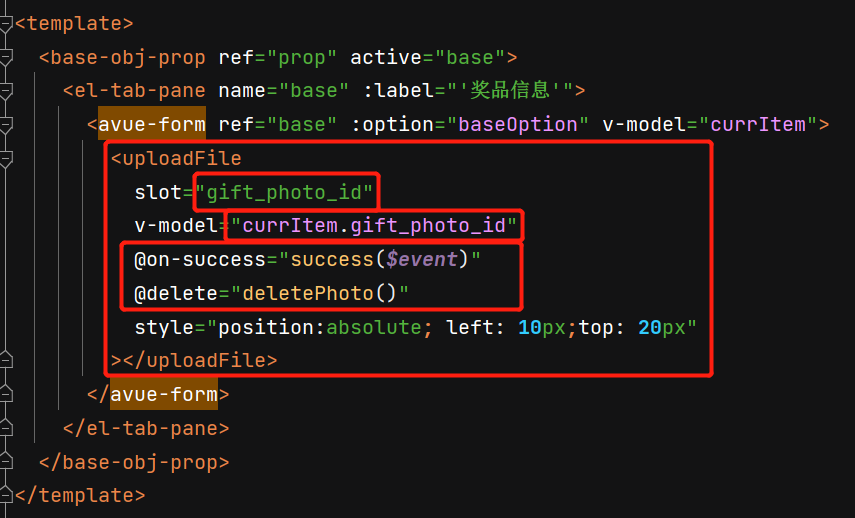 <template>
<base-obj-prop ref="prop" active="base">
<el-tab-pane name="base" :label="'奖品信息'">
<avue-form ref="base" :option="baseOption" v-model="currItem">
<uploadFile
slot="gift_photo_id"
v-model="currItem.gift_photo_id"
@on-success="success($event)"
@delete="deletePhoto()"
style="position:absolute; left: 10px;top: 20px"
></uploadFile>
</avue-form>
</el-tab-pane>
</base-obj-prop>
</template>